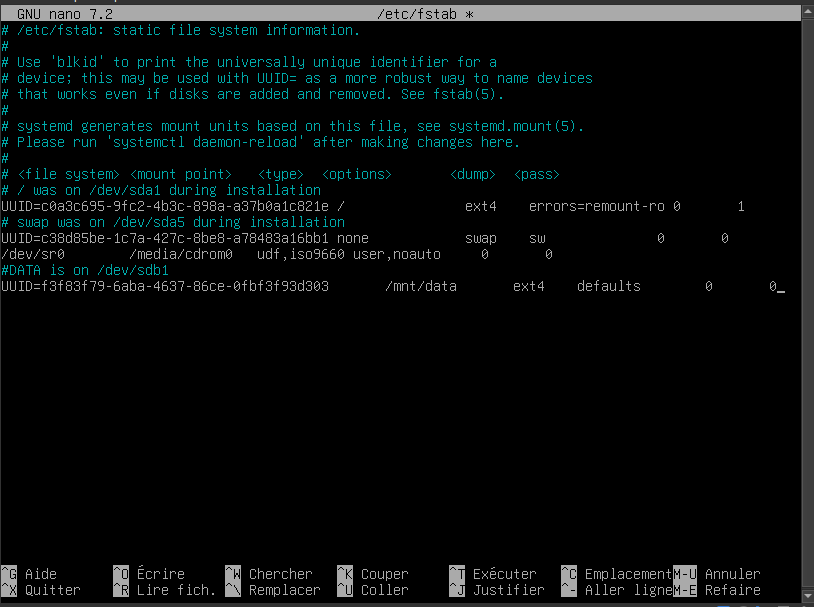 GNU nano 7.2 /etc/fstab *
# /etc/fstab: static file system information.
#
# Use 'blkid' to print the universally unique identifier for a
# device; this may be used with UUID= as a more robust way to name devices
# that works even if disks are added and removed. See fstab(5).
#
# systemd generates mount units based on this file, see systemd.mount(5).
# Please run 'systemctl daemon-reload' after making changes here.
#
# <file system> <mount point>   <type>  <options>       <dump>  <pass>
# / was on /dev/sda1 during installation
UUID=c0a3c695-9fc2-4b3c-898a-a37b0a1c821e /               ext4    errors=remount-ro 0       1
# swap was on /dev/sda5 during installation
UUID=c38d85be-1c7a-427c-8be8-a78483a16bb1 none            swap    sw              0       0
/dev/sr0        /media/cdrom0   udf,iso9660 user,noauto     0       0
#DATA is on /dev/sdb1
UUID=f3f83f79-6aba-4637-86ce-0fbf3f93d303       /mnt/data       ext4    defaults        0       0_
^G Aide ^O Écrire ^W Chercher ^K Couper ^T Exécuter ^C Emplacement M-U Annuler
^X Quitter ^R Lire fich. ^\ Remplacer ^U Coller ^J Justifier ^- Aller ligne M-E Refaire